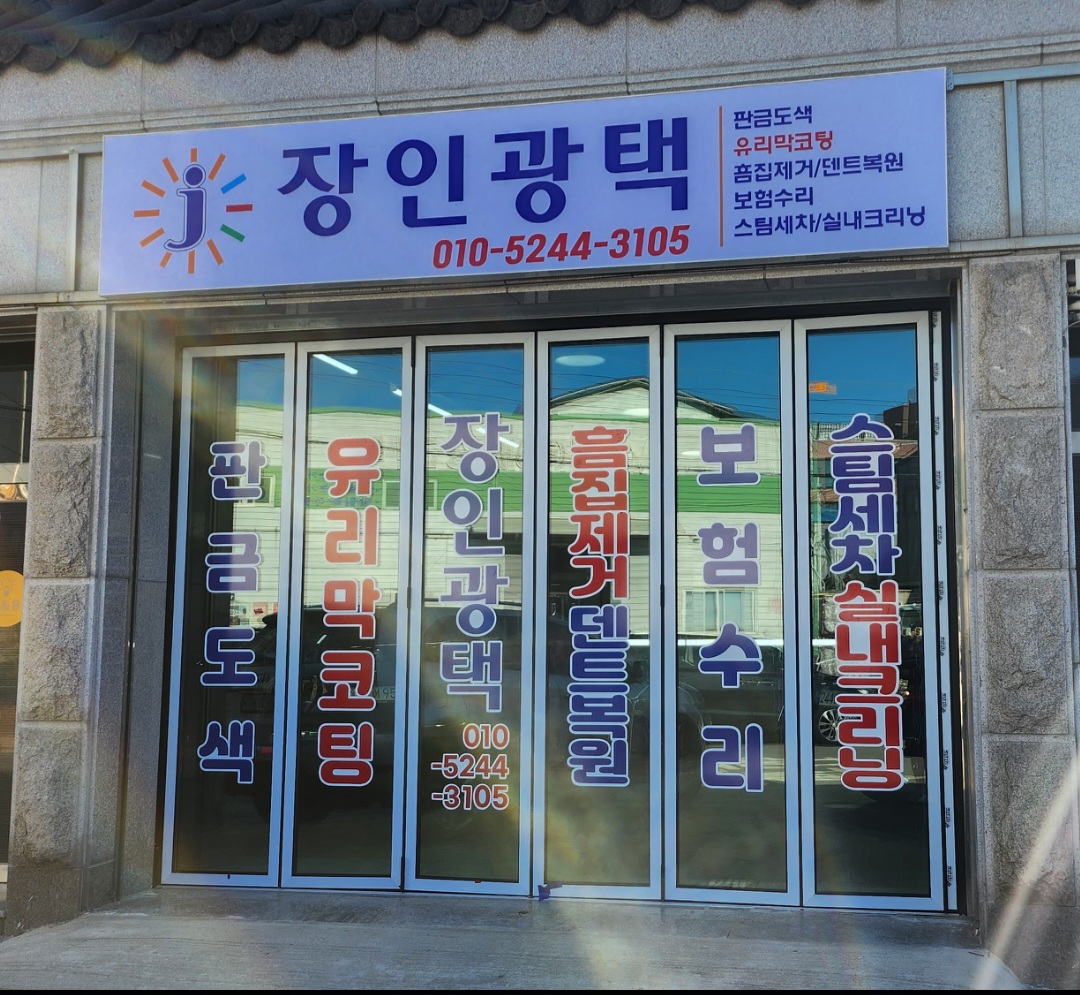 j
장인광택
010-5244-3105
판금도색
유리막코팅
흠집제거/덴트복원
보험수리
스팀세차/실내크리닝
판금도색
유리막코팅
장인광택
010
-5244
-3105
흠집제거덴트복원
보험수리
스팀세차실내크리닝